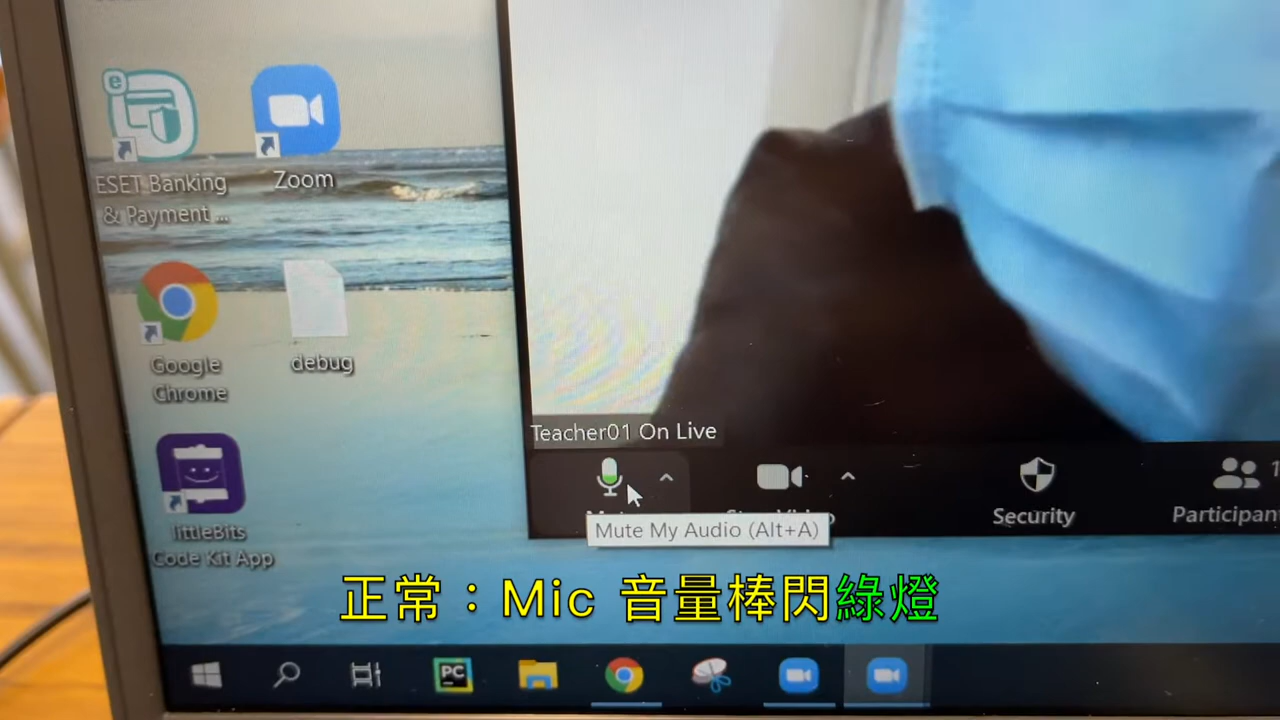 ESET Banking
& Payment ...
Zoom
Google
Chrome
debug
littleBits
Code Kit App
Teacher01 On Live
Security
Participan
Mute My Audio (Alt+A)
正常：Mic 音量棒閃綠燈
PC